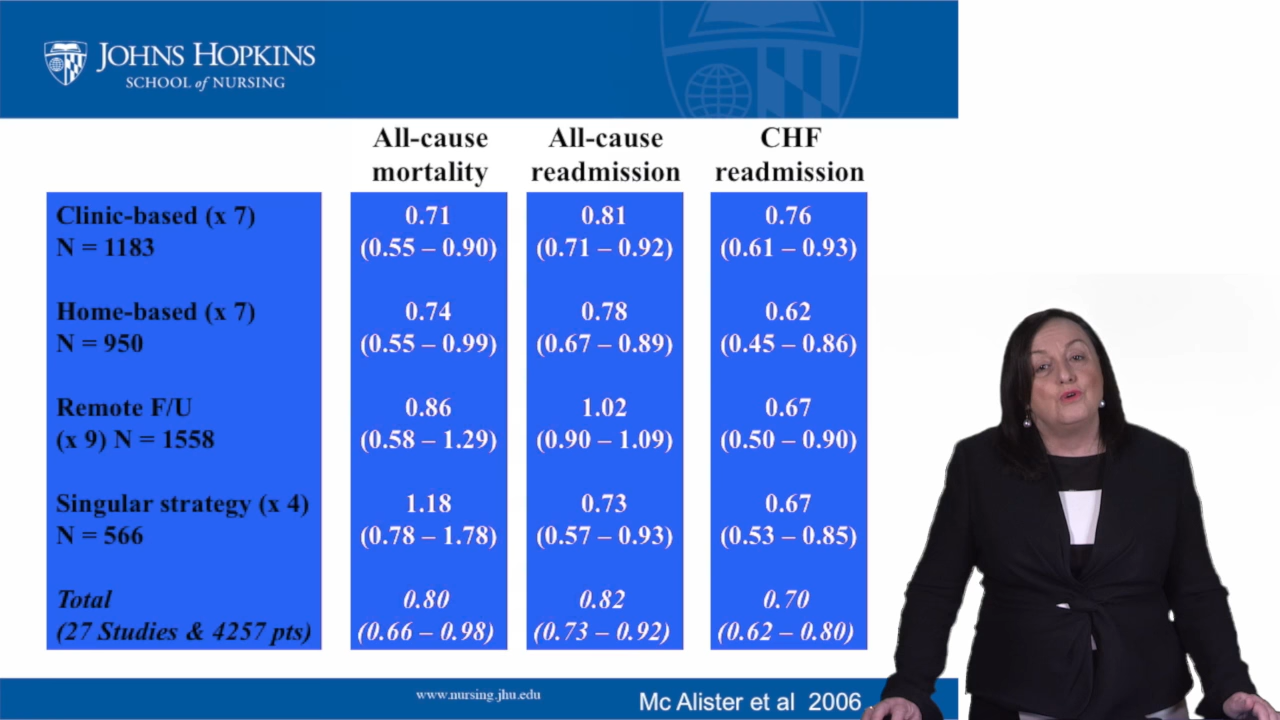 JOHNS HOPKINS
SCHOOL of NURSING
All-cause mortality
All-cause readmission
CHF readmission
Clinic-based (x 7)
N = 1183
0.71
(0.55 – 0.90)
0.81
(0.71 – 0.92)
0.76
(0.61 – 0.93)
Home-based (x 7)
N = 950
0.74
(0.55 – 0.99)
0.78
(0.67 – 0.89)
0.62
(0.45 – 0.86)
Remote F/U
(x 9) N = 1558
0.86
(0.58 – 1.29)
1.02
(0.90 – 1.09)
0.67
(0.50 – 0.90)
Singular strategy (x 4)
N = 566
1.18
(0.78 – 1.78)
0.73
(0.57 – 0.93)
0.67
(0.53 – 0.85)
Total
(27 Studies & 4257 pts)
0.80
(0.66 – 0.98)
0.82
(0.73 – 0.92)
0.70
(0.62 – 0.80)
www.nursing.jhu.edu
Mc Alister et al 2006 .